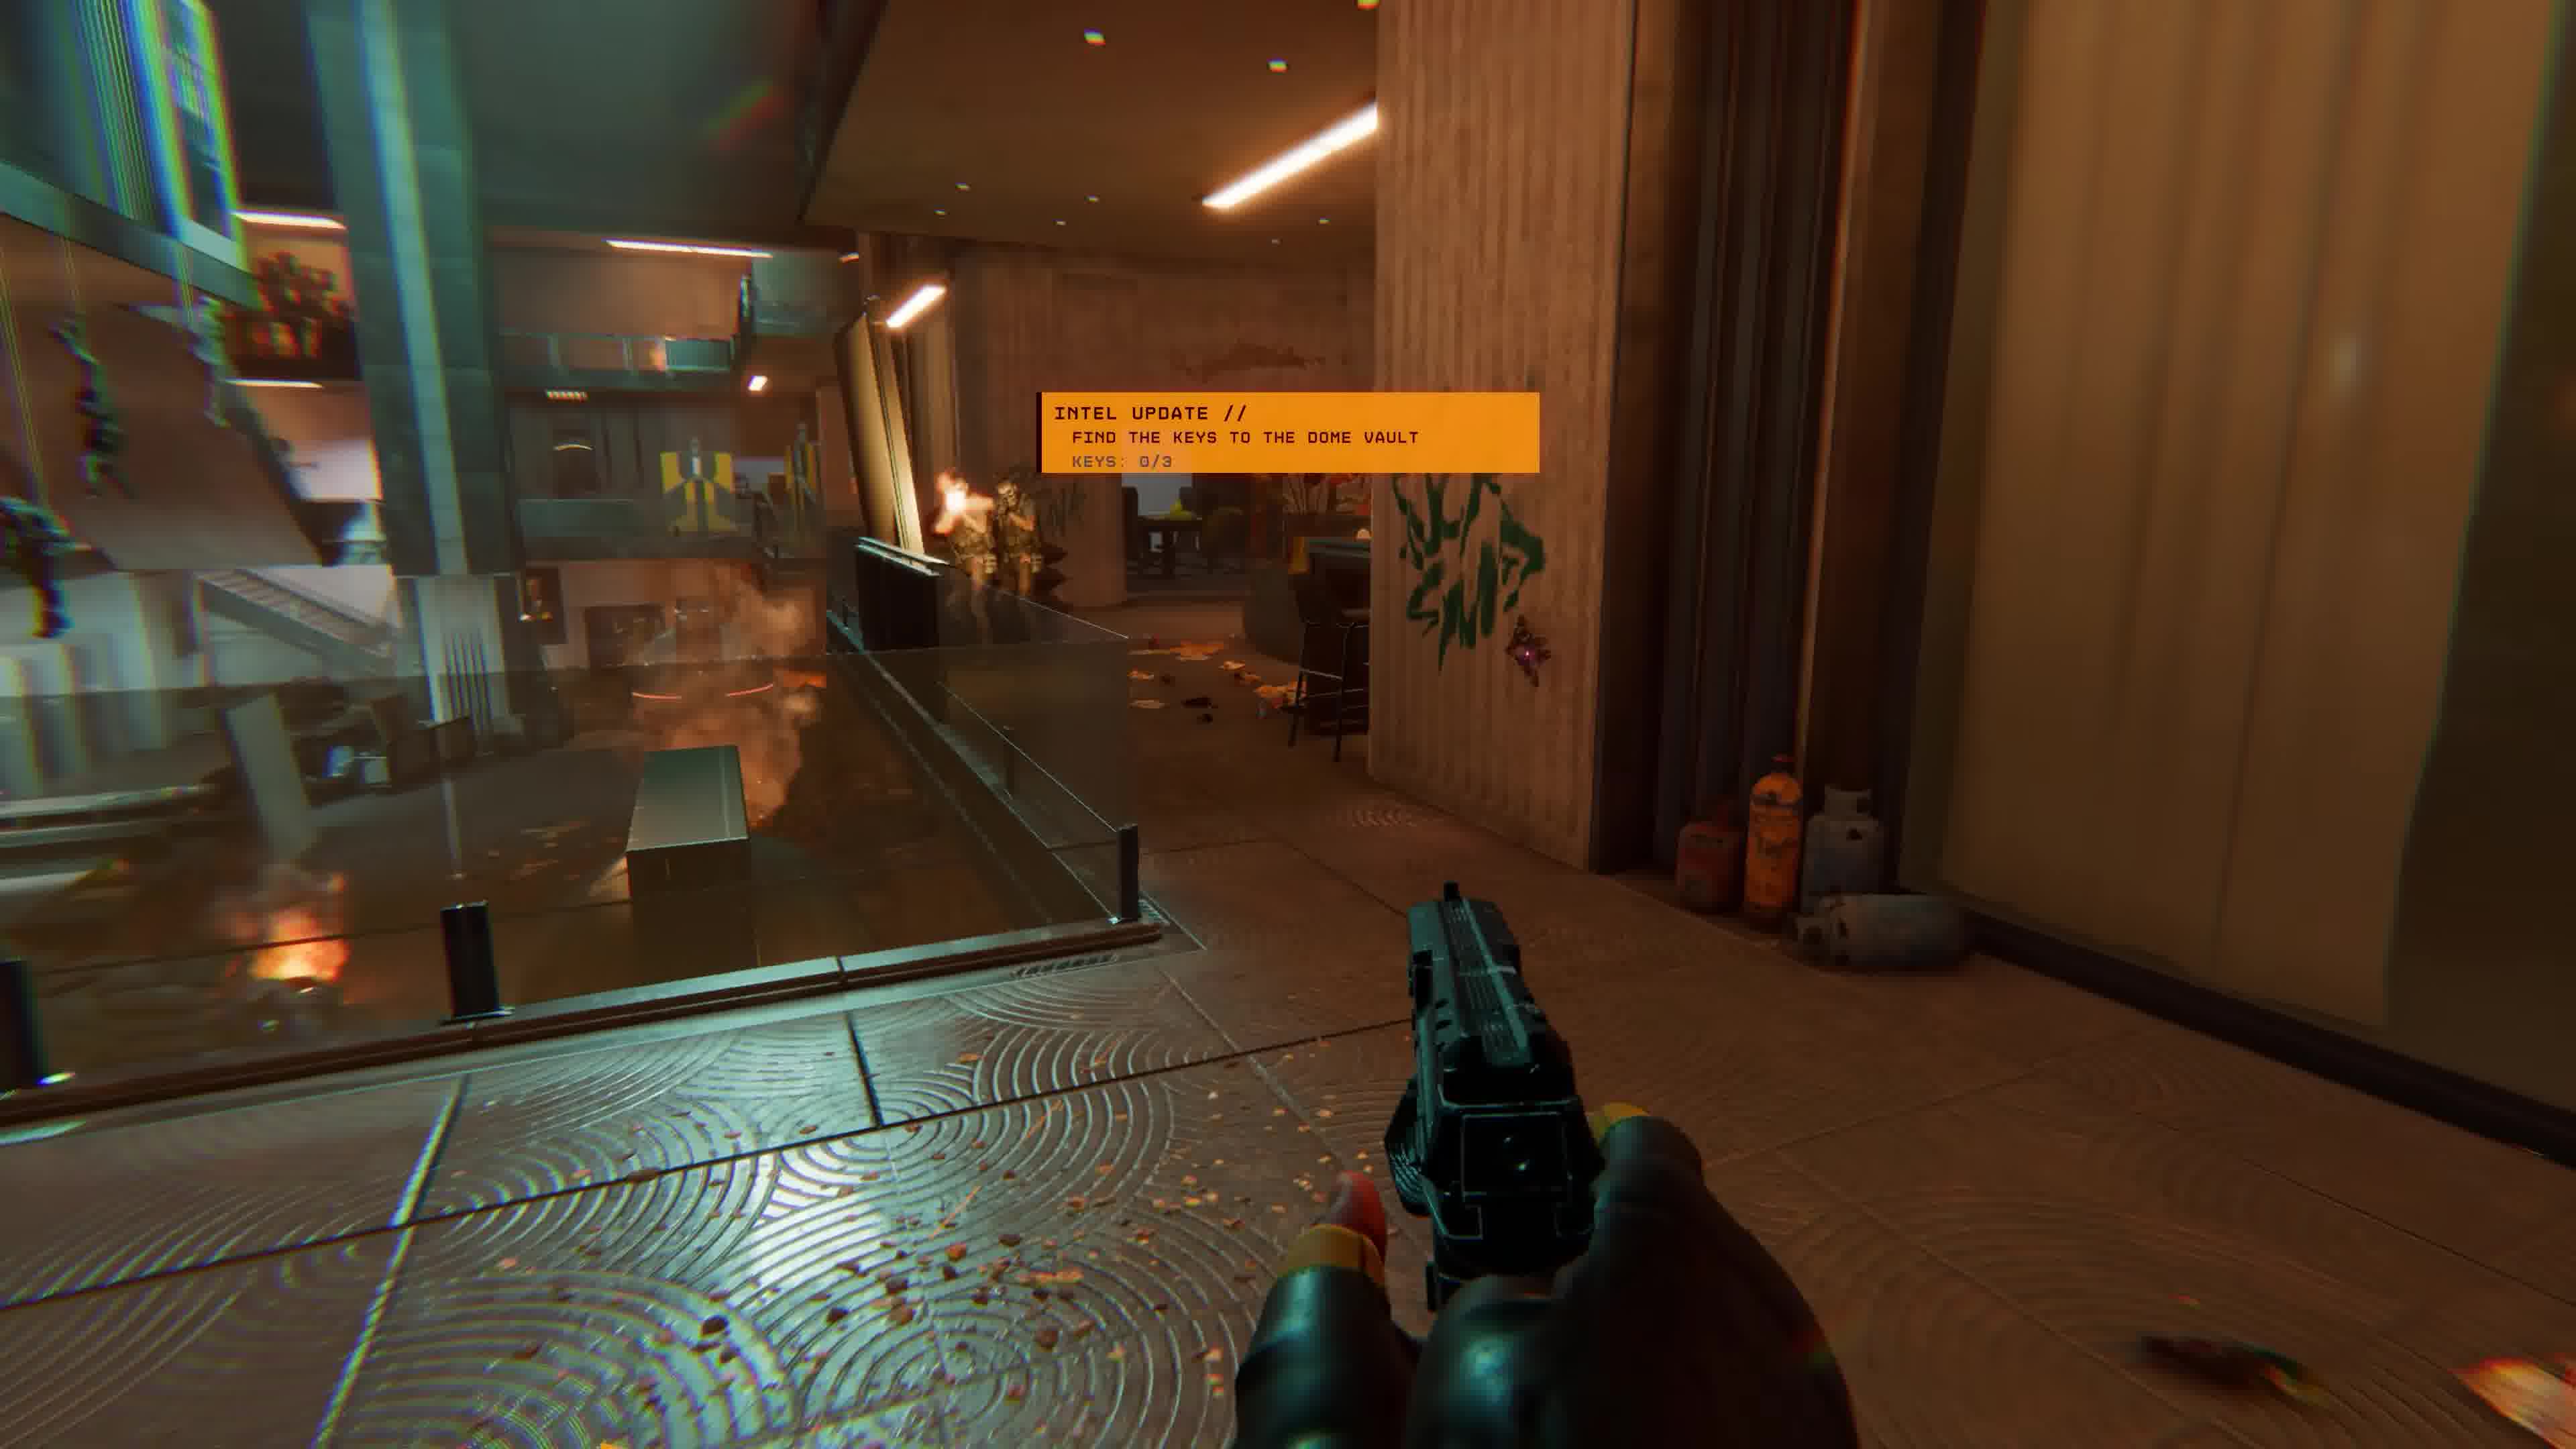 INTEL UPDATE //
FIND THE KEYS TO THE DOME VAULT
KEYS: 0/3